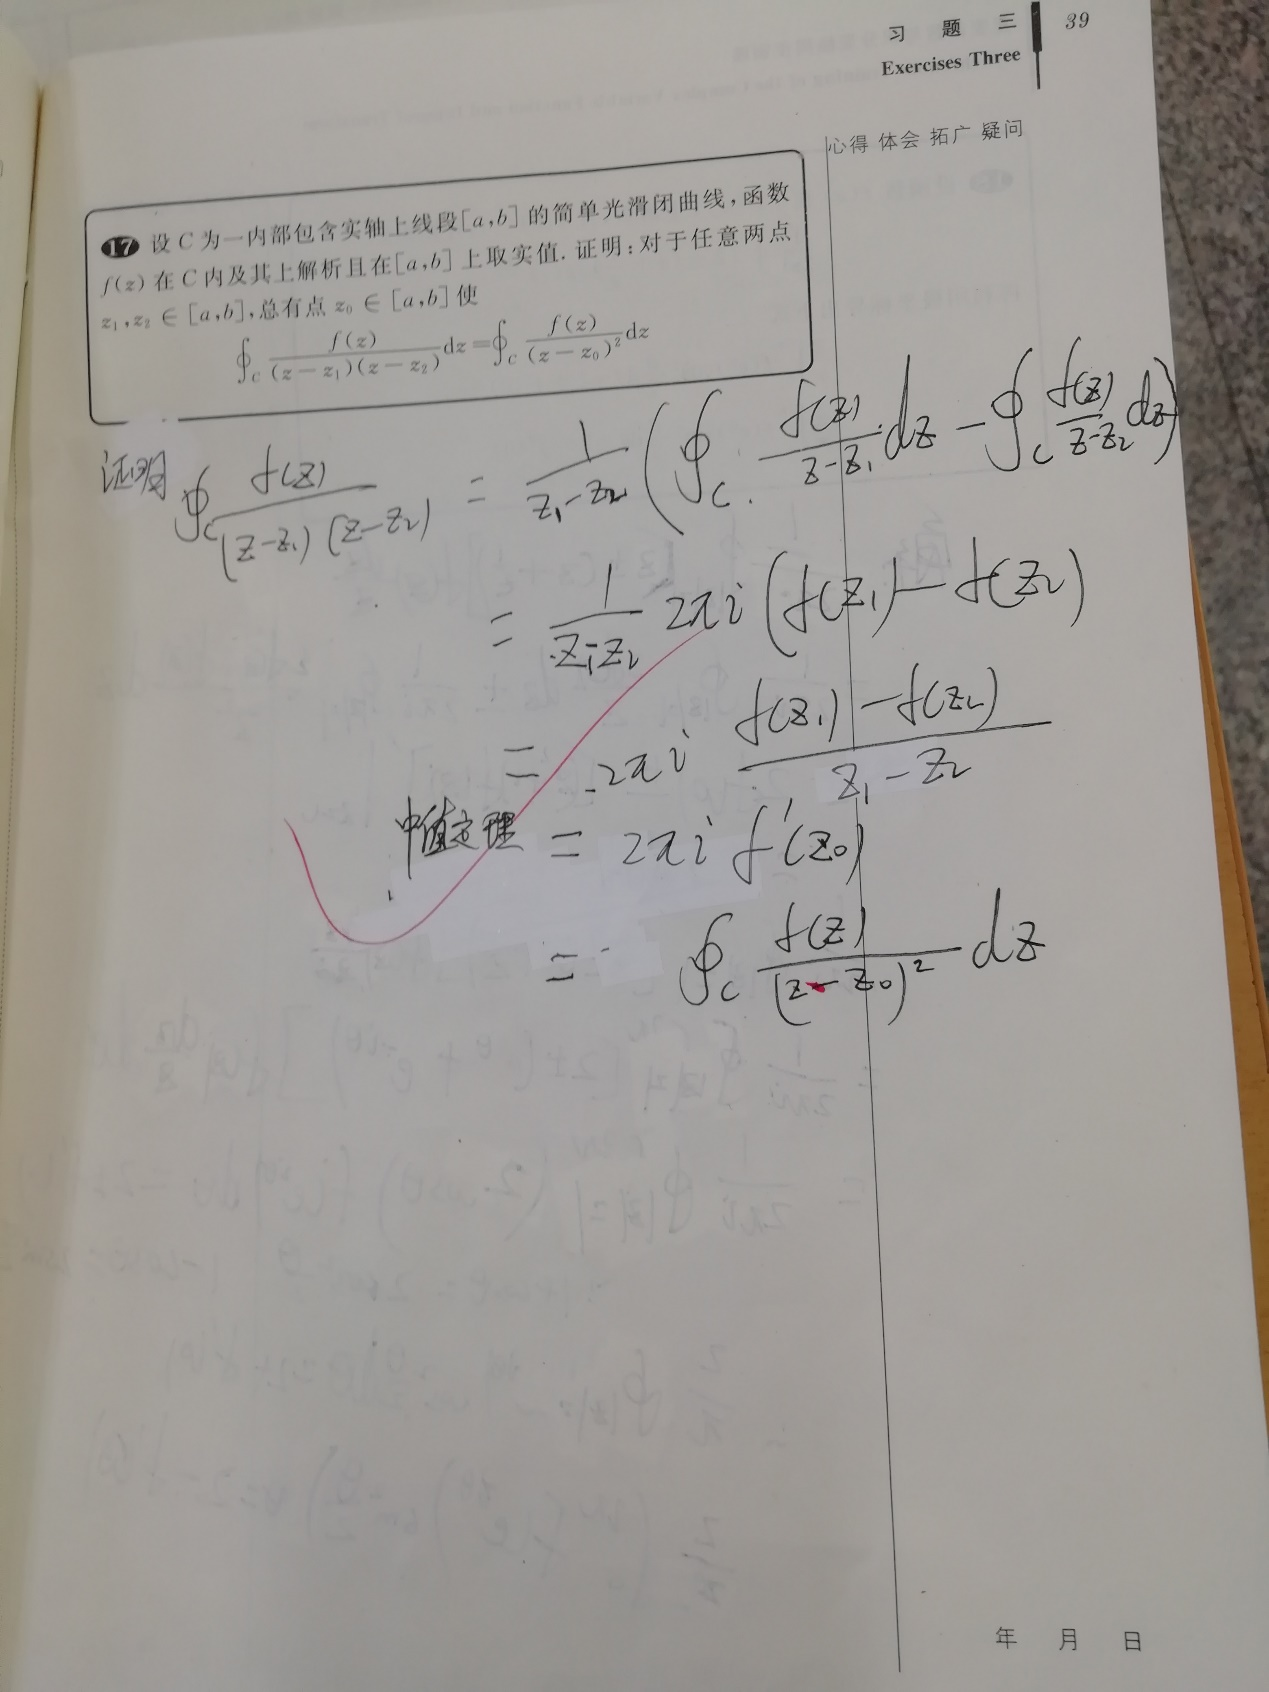 习 题 三 39
Exercises Three
心得 体会 拓广 疑问
17 设 C 为一内部包含实轴上线段[a,b]的简单光滑闭曲线,函数
f(z)在 C 内及其上解析且在[a,b]上取实值.证明:对于任意两点
z₁,z₂∈[a,b],总有点 z₀∈[a,b]使
∮_C f(z)/((z−z₁)(z−z₂)) dz=∮_C f(z)/(z−z₀)² dz
证明 ∮_C f(z)/((z−z₁)(z−z₂)) = 1/(z₁−z₂) (∮_C f(z)/(z−z₁) dz − ∮_C f(z)/(z−z₂) dz)
= 1/(z₁−z₂) 2πi (f(z₁)−f(z₂)
= 2πi (f(z₁)−f(z₂))/(z₁−z₂)
中值定理 = 2πi f′(z₀)
= ∮_C f(z)/(z−z₀)² dz
年 月 日